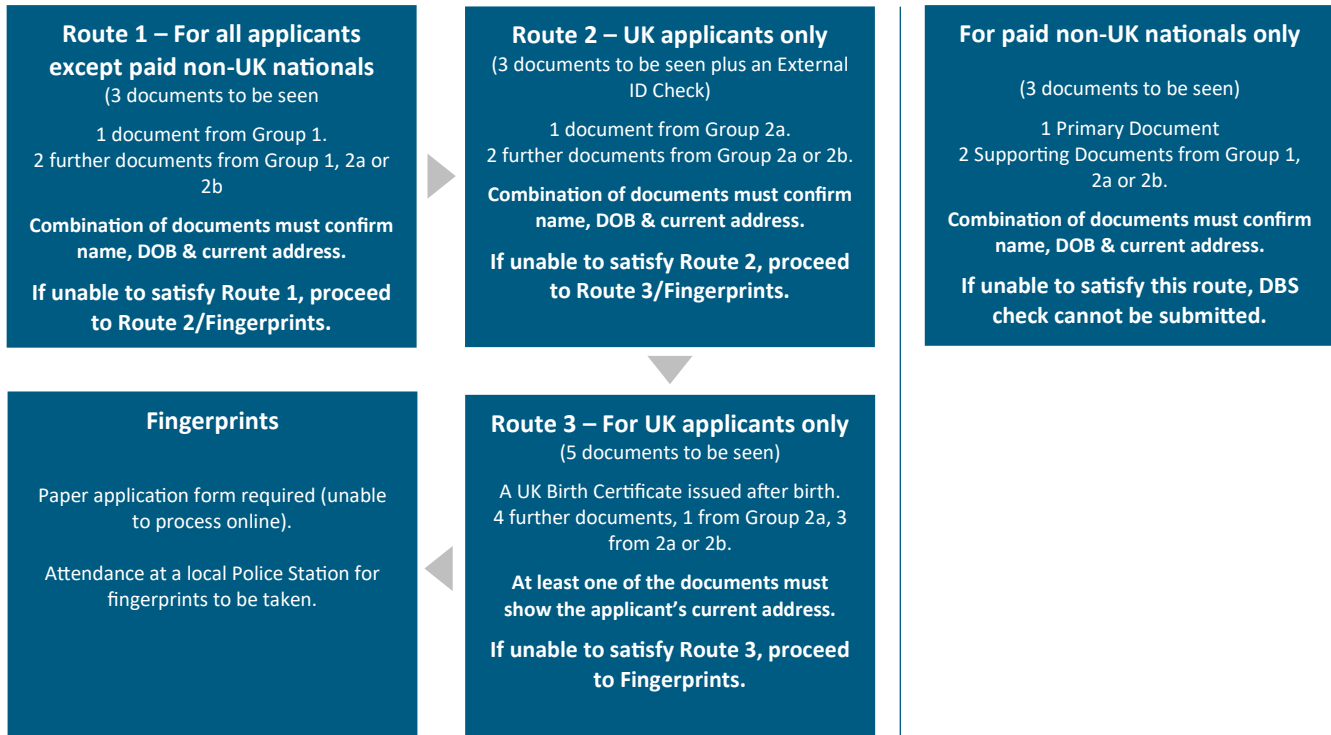 Route 1 – For all applicants
except paid non-UK nationals
(3 documents to be seen
1 document from Group 1.
2 further documents from Group 1, 2a or
2b
Combination of documents must confirm
name, DOB & current address.
If unable to satisfy Route 1, proceed
to Route 2/Fingerprints.
Route 2 – UK applicants only
(3 documents to be seen plus an External
ID Check)
1 document from Group 2a.
2 further documents from Group 2a or 2b.
Combination of documents must confirm
name, DOB & current address.
If unable to satisfy Route 2, proceed
to Route 3/Fingerprints.
For paid non-UK nationals only
(3 documents to be seen)
1 Primary Document
2 Supporting Documents from Group 1,
2a or 2b.
Combination of documents must confirm
name, DOB & current address.
If unable to satisfy this route, DBS
check cannot be submitted.
Fingerprints
Paper application form required (unable
to process online).
Attendance at a local Police Station for
fingerprints to be taken.
Route 3 – For UK applicants only
(5 documents to be seen)
A UK Birth Certificate issued after birth.
4 further documents, 1 from Group 2a, 3
from 2a or 2b.
At least one of the documents must
show the applicant's current address.
If unable to satisfy Route 3, proceed
to Fingerprints.